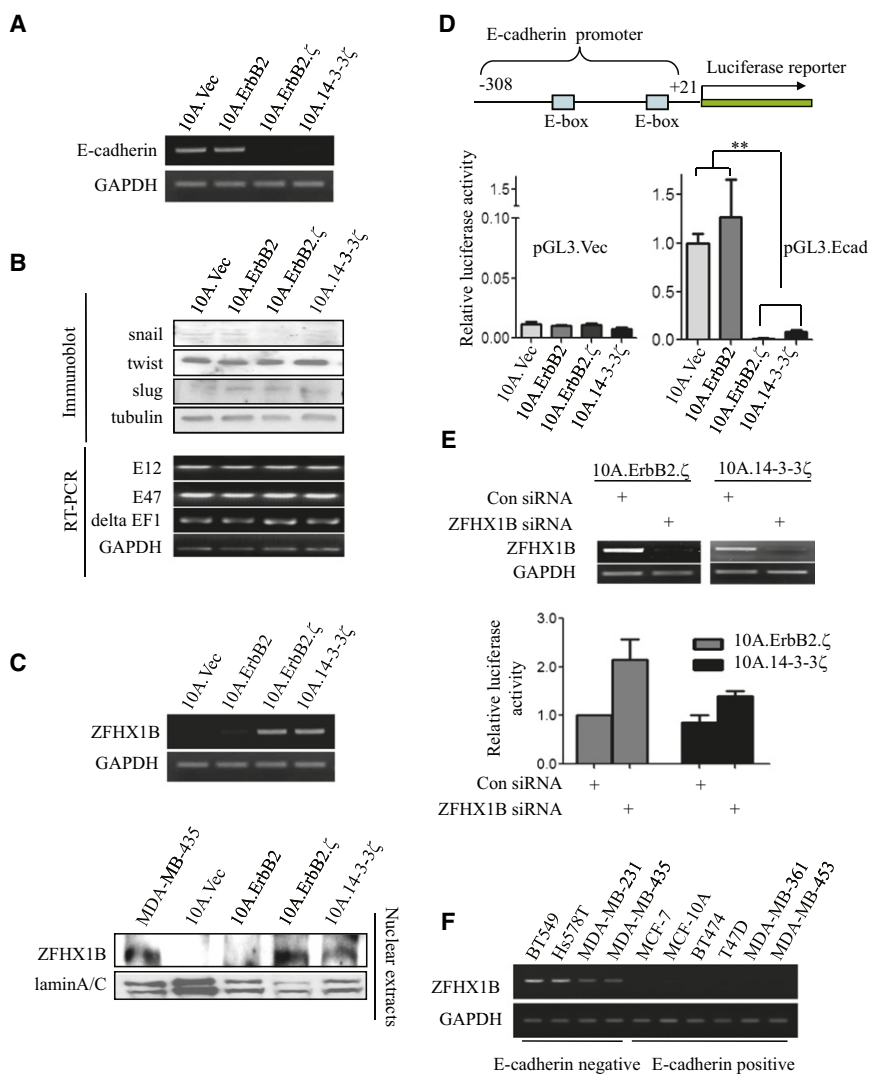 A
10A.Vec
10A.ErbB2
10A.ErbB2.ζ
10A.14-3-3ζ
E-cadherin
GAPDH
B
10A.Vec
10A.ErbB2
10A.ErbB2.ζ
10A.14-3-3ζ
Immunoblot
snail
twist
slug
tubulin
RT-PCR
E12
E47
delta EF1
GAPDH
C
10A.Vec
10A.ErbB2
10A.ErbB2.ζ
10A.14-3-3ζ
ZFHX1B
GAPDH
MDA-MB-435
10A.Vec
10A.ErbB2
10A.ErbB2.ζ
10A.14-3-3ζ
ZFHX1B
laminA/C
Nuclear extracts
D
E-cadherin promoter
-308
+21
Luciferase reporter
E-box
E-box
Relative luciferase activity
1.5
0.10
0.05
0.00
pGL3.Vec
10A.Vec
10A.ErbB2
10A.ErbB2.ζ
10A.14-3-3ζ
**
1.5
1.0
0.5
0.0
pGL3.Ecad
10A.Vec
10A.ErbB2
10A.ErbB2.ζ
10A.14-3-3ζ
E
10A.ErbB2.ζ
10A.14-3-3ζ
Con siRNA + +
ZFHX1B siRNA + +
ZFHX1B
GAPDH
Relative luciferase
activity
3.0
2.0
1.0
0.0
10A.ErbB2.ζ
10A.14-3-3ζ
Con siRNA + +
ZFHX1B siRNA + +
F
BT549
Hs578T
MDA-MB-231
MDA-MB-435
MCF-7
MCF-10A
BT474
T47D
MDA-MB-361
MDA-MB-453
ZFHX1B
GAPDH
E-cadherin negative
E-cadherin positive